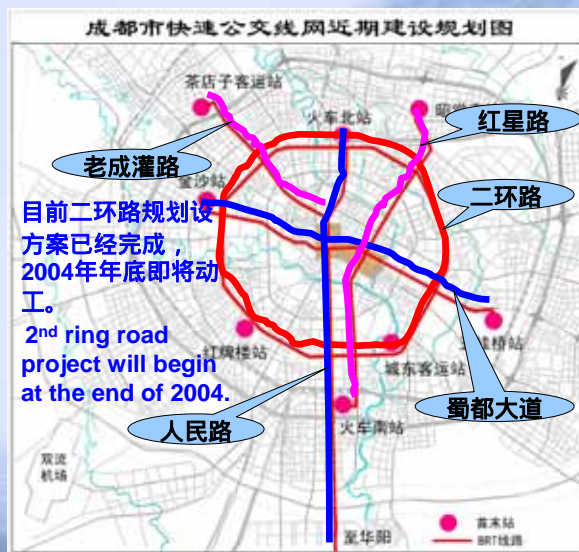 成都市快速公交线网近期建设规划图
茶店子客运站
火车北站
红星路
老成灌路
二环路
金沙站
目前二环路规划设
方案已经完成，
2004年年底即将动
工。
2nd ring road
project will begin
at the end of 2004.
红牌楼站
城东客运站
桥站
蜀都大道
人民路
火车南站
双流
机场
至华阳
首末站
BRT线路